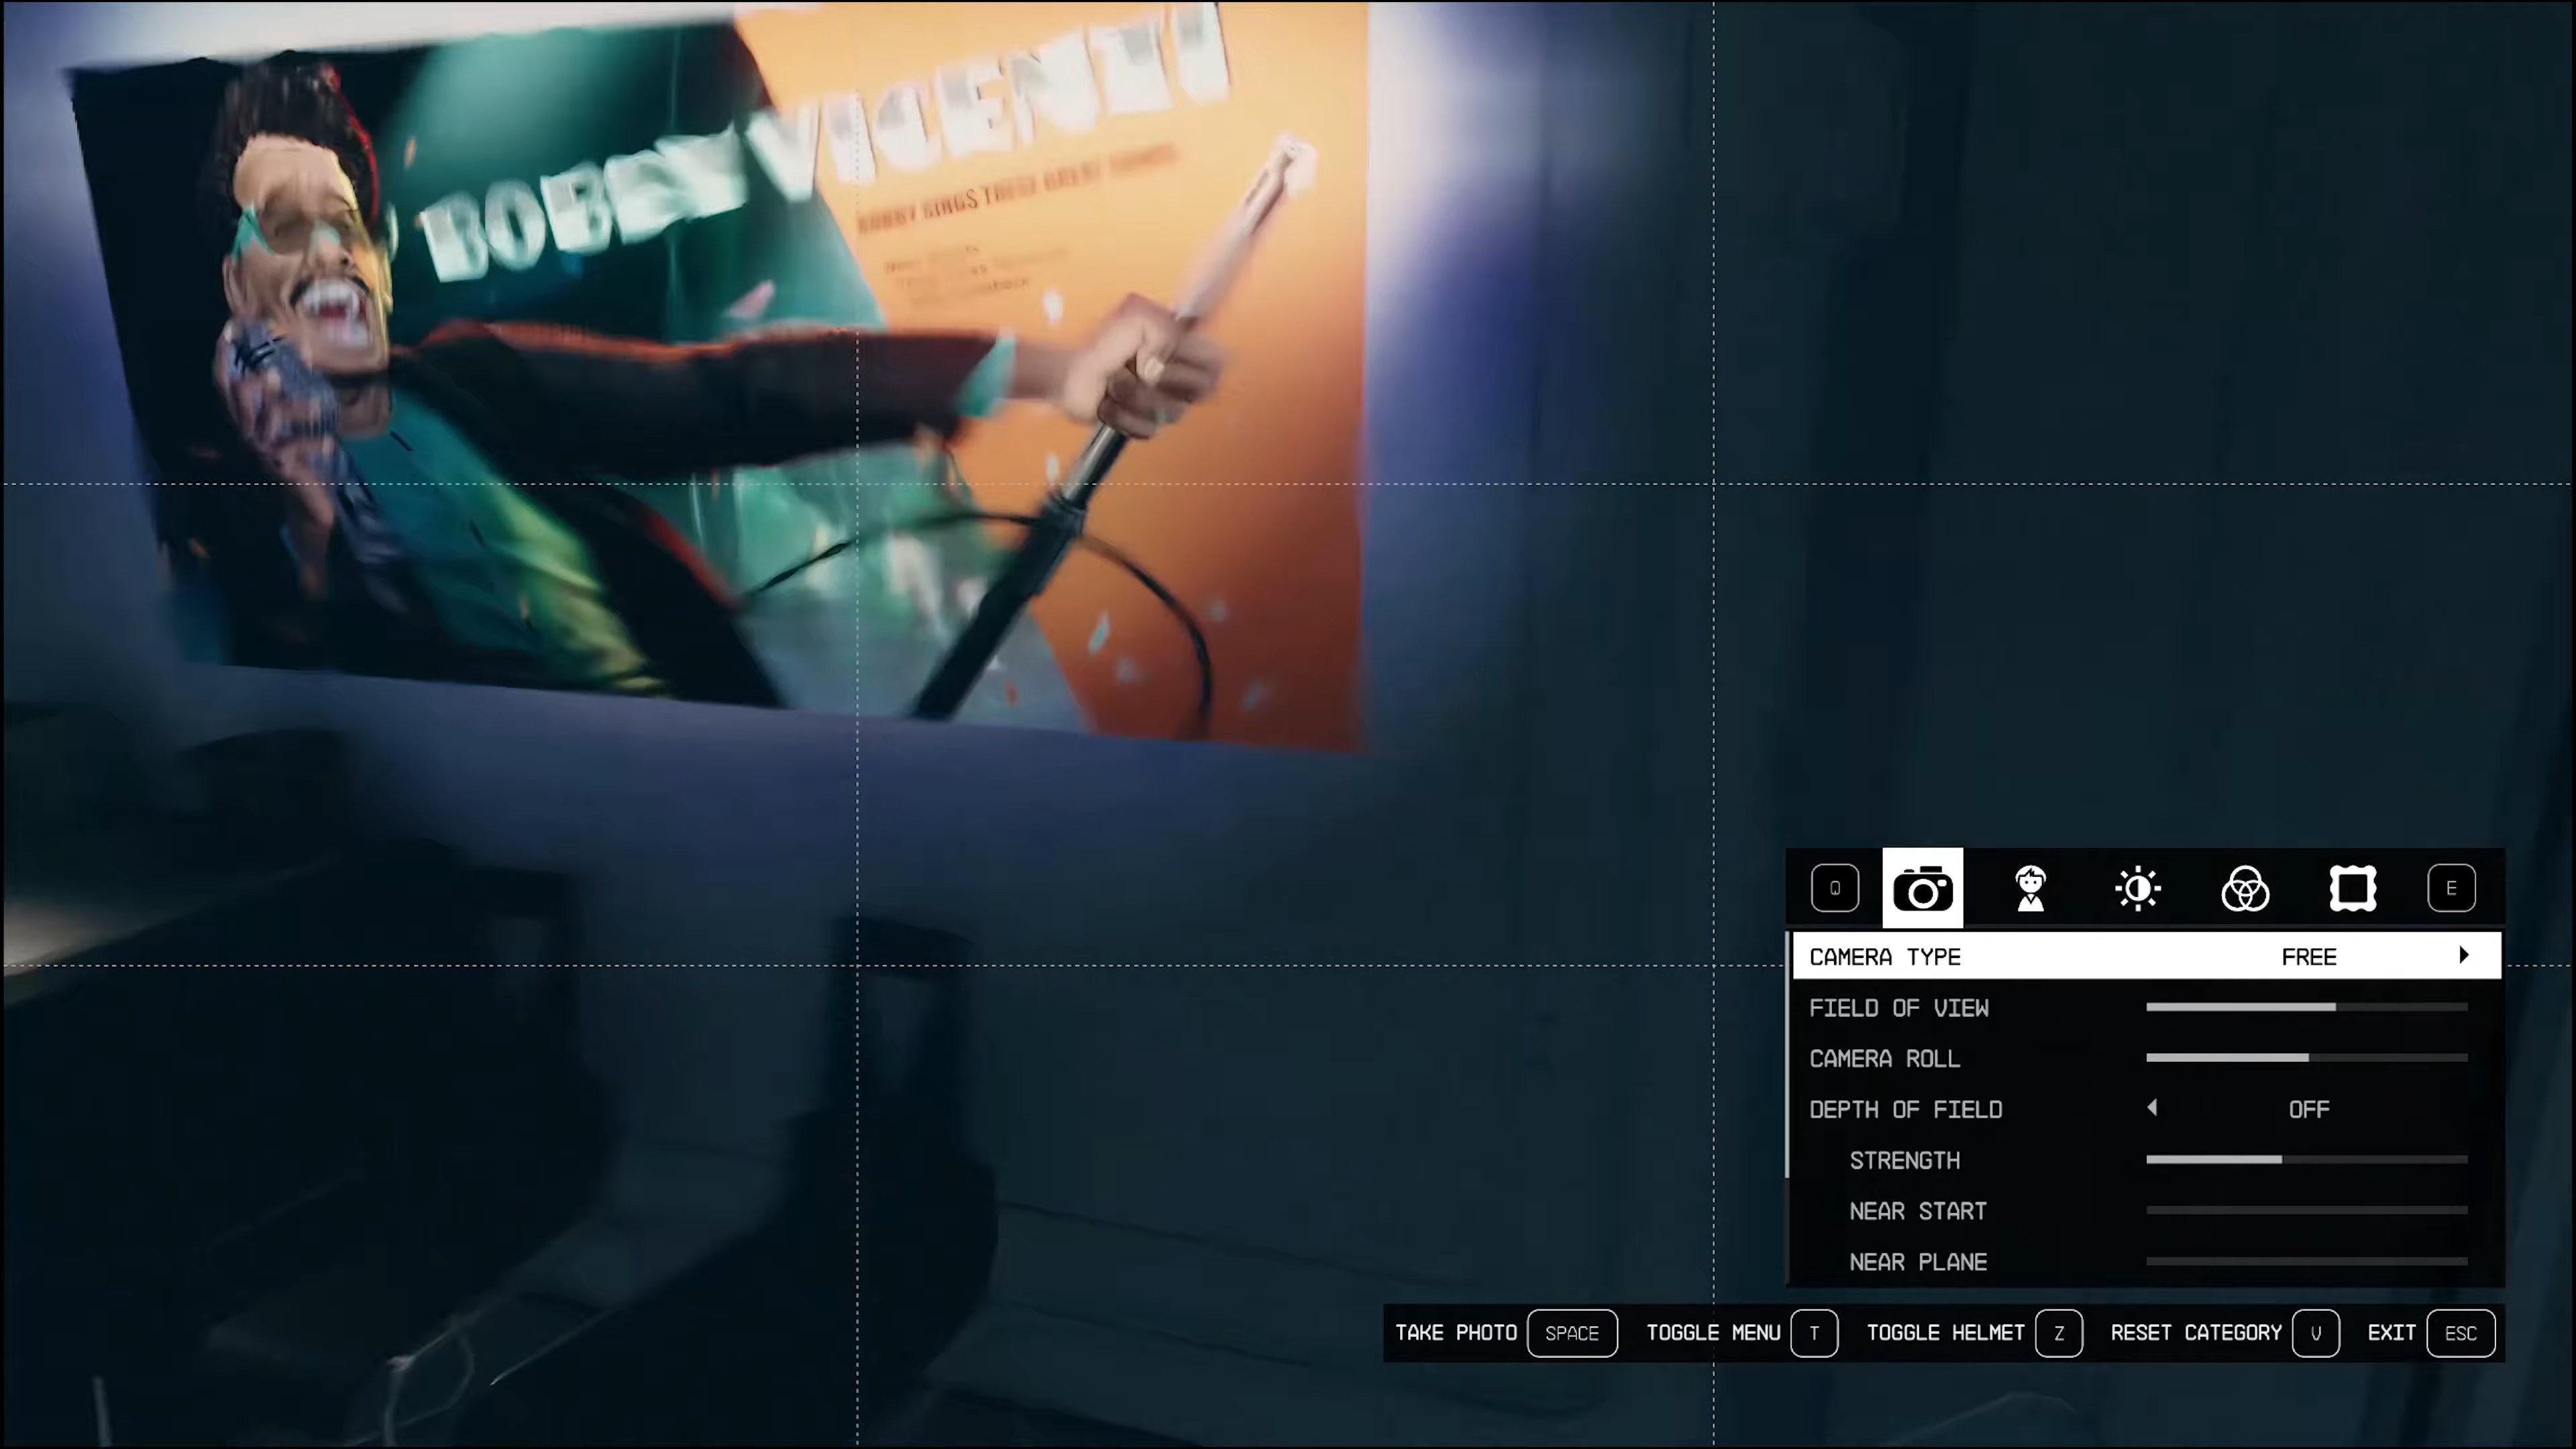 BOBBY VICENTI
BOBBY SINGS THESE GREAT
Q
E
CAMERA TYPE FREE
FIELD OF VIEW
CAMERA ROLL
DEPTH OF FIELD OFF
STRENGTH
NEAR START
NEAR PLANE
TAKE PHOTO SPACE TOGGLE MENU T TOGGLE HELMET Z RESET CATEGORY V EXIT ESC